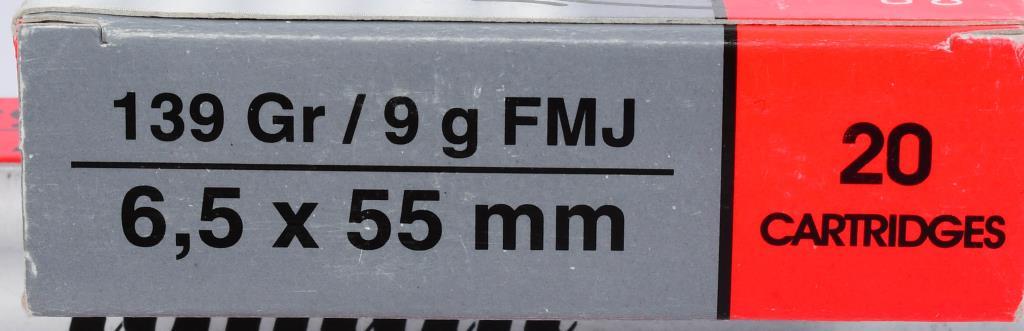 139 Gr / 9 g FMJ
6,5 x 55 mm
20
CARTRIDGES